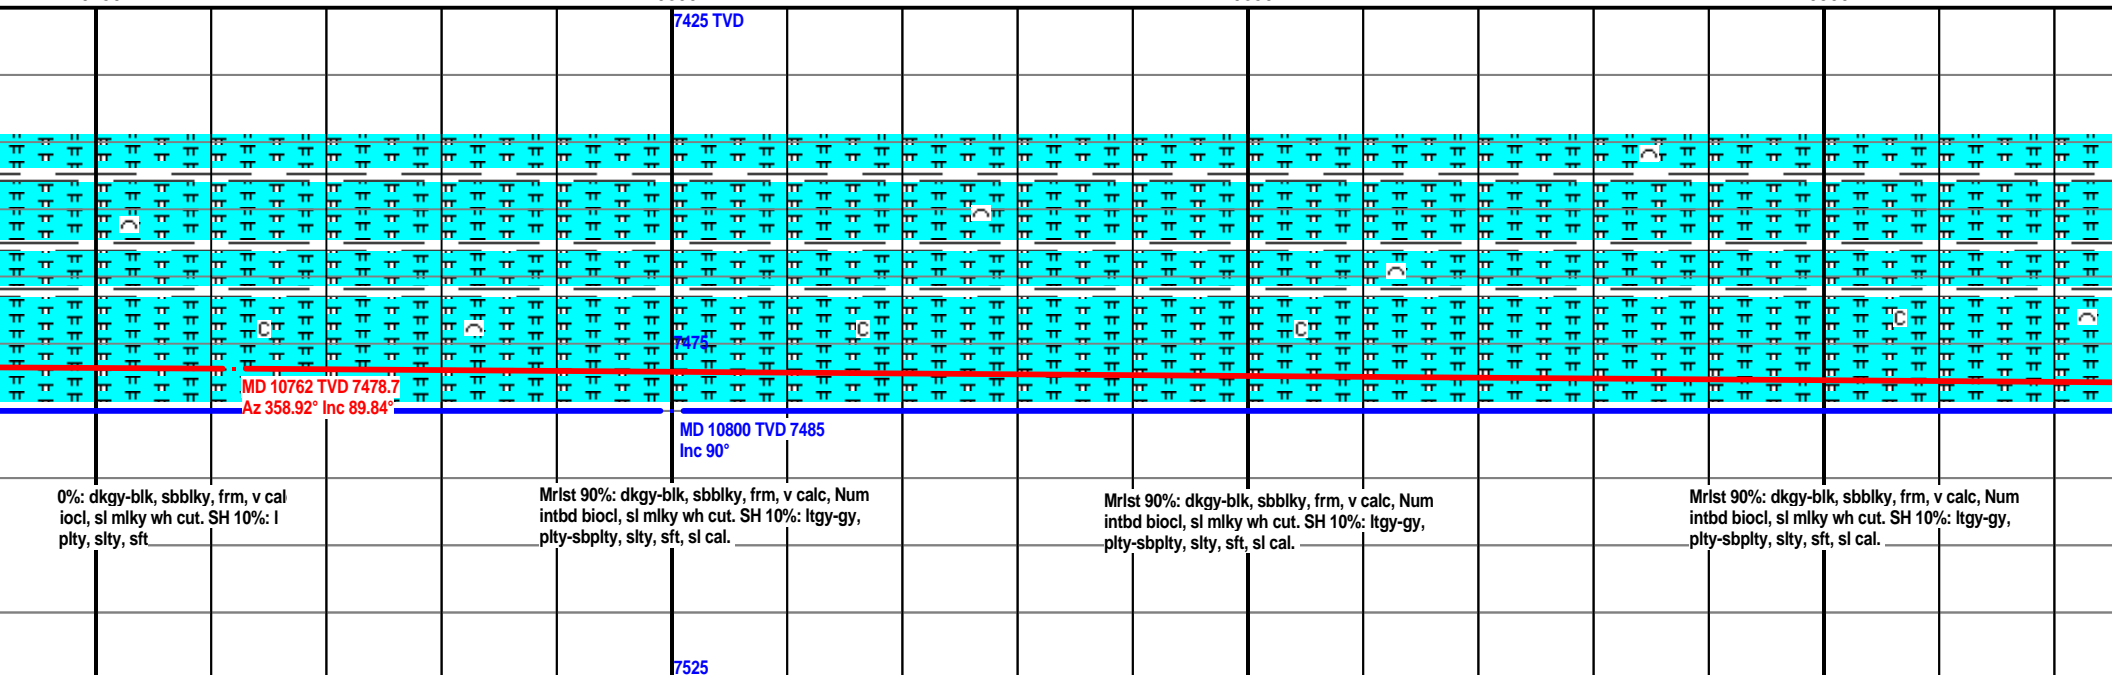 7425 TVD
C
C
C
C
7475
MD 10762 TVD 7478.7
Az 358.92° Inc 89.84°
MD 10800 TVD 7485
Inc 90°
0%: dkgy-blk, sbblky, frm, v cal
iocl, sl mlky wh cut. SH 10%: l
plty, slty, sft
Mrlst 90%: dkgy-blk, sbblky, frm, v calc, Num
intbd biocl, sl mlky wh cut. SH 10%: ltgy-gy,
plty-sbplty, slty, sft, sl cal.
Mrlst 90%: dkgy-blk, sbblky, frm, v calc, Num
intbd biocl, sl mlky wh cut. SH 10%: ltgy-gy,
plty-sbplty, slty, sft, sl cal.
Mrlst 90%: dkgy-blk, sbblky, frm, v calc, Num
intbd biocl, sl mlky wh cut. SH 10%: ltgy-gy,
plty-sbplty, slty, sft, sl cal.
7525